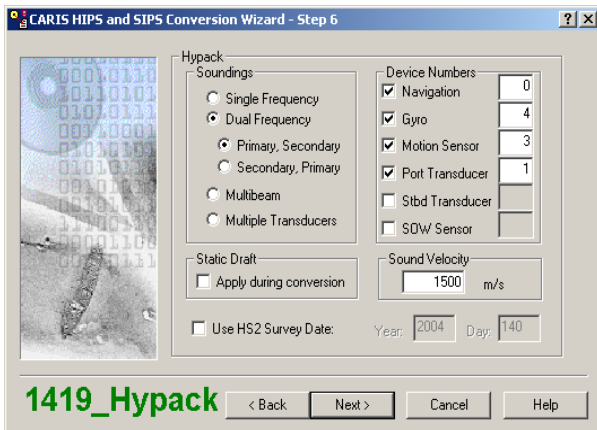 CARIS HIPS and SIPS Conversion Wizard - Step 6
Hypack
Soundings
Single Frequency
Dual Frequency
Primary, Secondary
Secondary, Primary
Multibeam
Multiple Transducers
Device Numbers
Navigation 0
Gyro 4
Motion Sensor 3
Port Transducer 1
Stbd Transducer
SOW Sensor
Static Draft
Apply during conversion
Sound Velocity
1500 m/s
Use HS2 Survey Date: Year: 2004 Day: 140
1419_Hypack
< Back Next > Cancel Help